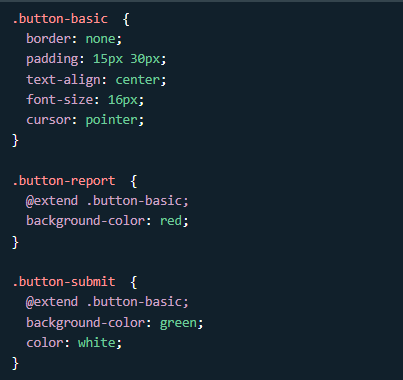 .button-basic  {
  border: none;
  padding: 15px 30px;
  text-align: center;
  font-size: 16px;
  cursor: pointer;
}

.button-report  {
  @extend .button-basic;
  background-color: red;
}

.button-submit  {
  @extend .button-basic;
  background-color: green;
  color: white;
}